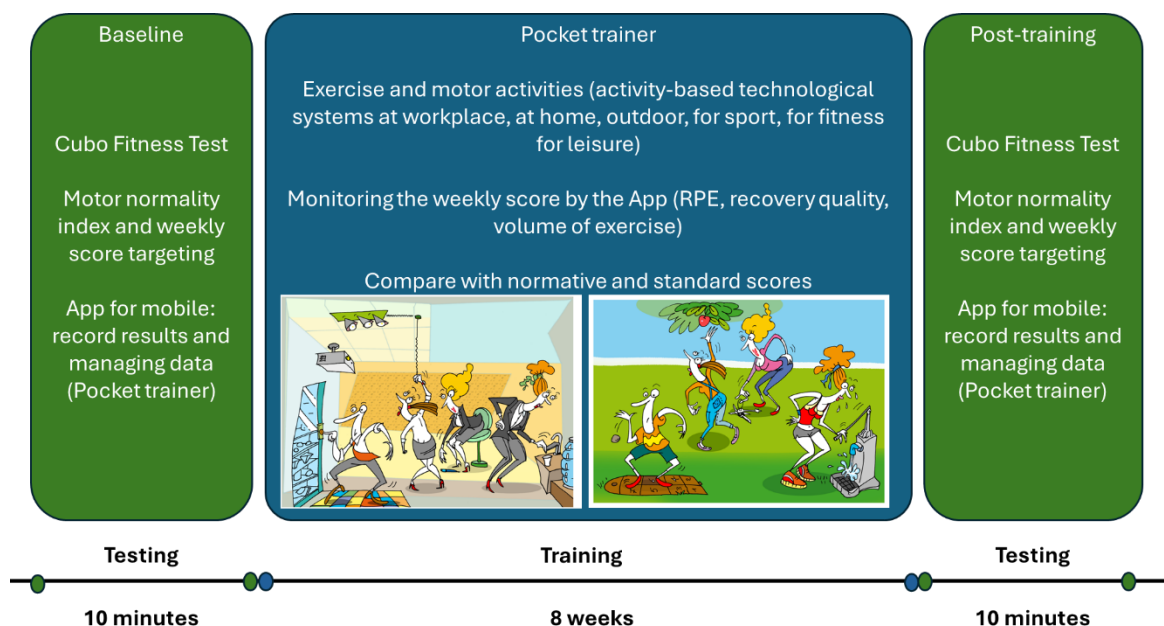 Baseline
Cubo Fitness Test
Motor normality
index and weekly
score targeting
App for mobile:
record results and
managing data
(Pocket trainer)
Pocket trainer
Exercise and motor activities (activity-based technological
systems at workplace, at home, outdoor, for sport, for fitness
for leisure)
Monitoring the weekly score by the App (RPE, recovery quality,
volume of exercise)
Compare with normative and standard scores
Post-training
Cubo Fitness Test
Motor normality
index and weekly
score targeting
App for mobile:
record results and
managing data
(Pocket trainer)
Testing
Training
Testing
10 minutes
8 weeks
10 minutes